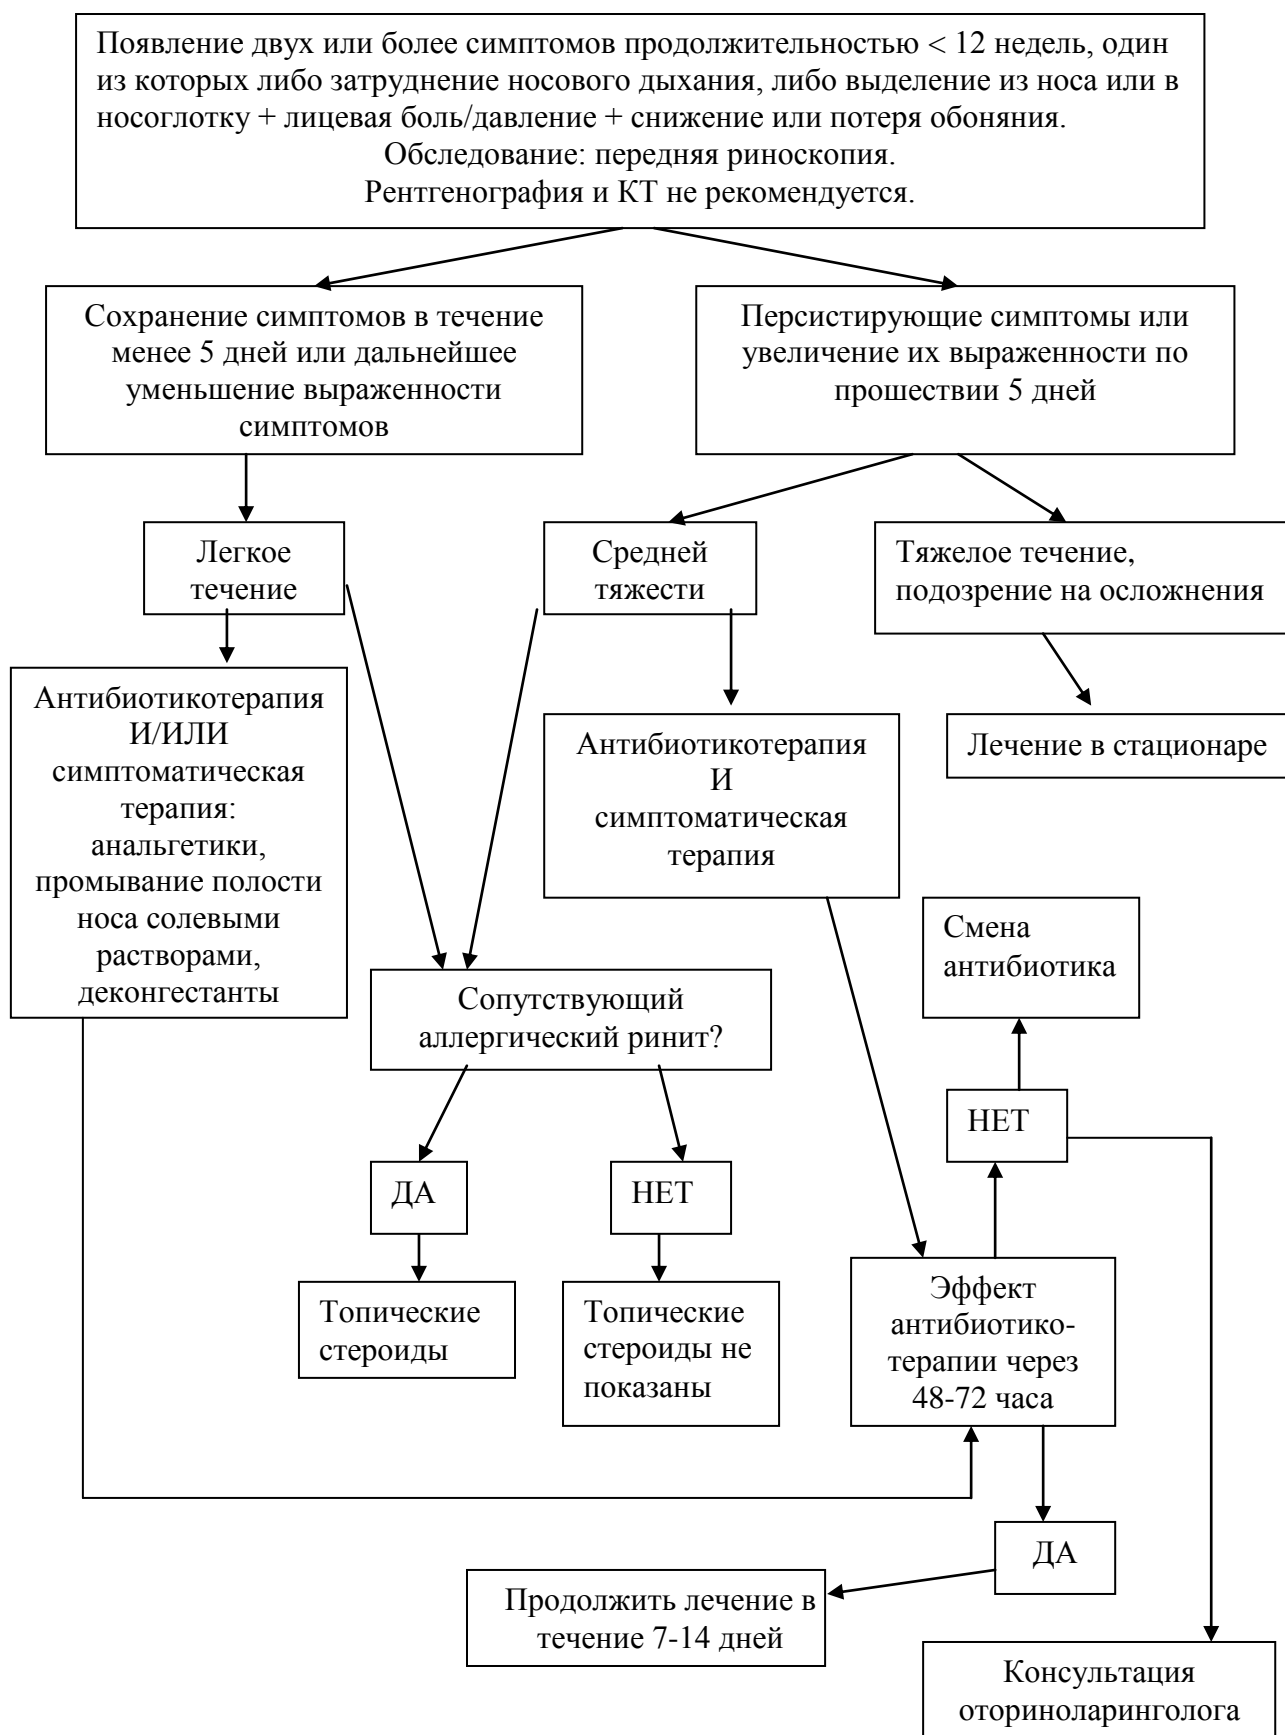 Появление двух или более симптомов продолжительностью < 12 недель, один
из которых либо затруднение носового дыхания, либо выделение из носа или в
носоглотку + лицевая боль/давление + снижение или потеря обоняния.
Обследование: передняя риноскопия.
Рентгенография и КТ не рекомендуется.
Сохранение симптомов в течение
менее 5 дней или дальнейшее
уменьшение выраженности
симптомов
Персистирующие симптомы или
увеличение их выраженности по
прошествии 5 дней
Легкое
течение
Средней
тяжести
Тяжелое течение,
подозрение на осложнения
Антибиотикотерапия
И/ИЛИ
симптоматическая
терапия:
анальгетики,
промывание полости
носа солевыми
растворами,
деконгестанты
Антибиотикотерапия
И
симптоматическая
терапия
Лечение в стационаре
Смена
антибиотика
Сопутствующий
аллергический ринит?
НЕТ
ДА
НЕТ
Топические
стероиды
Топические
стероиды не
показаны
Эффект
антибиотико-
терапии через
48-72 часа
ДА
Продолжить лечение в
течение 7-14 дней
Консультация
оториноларинголога